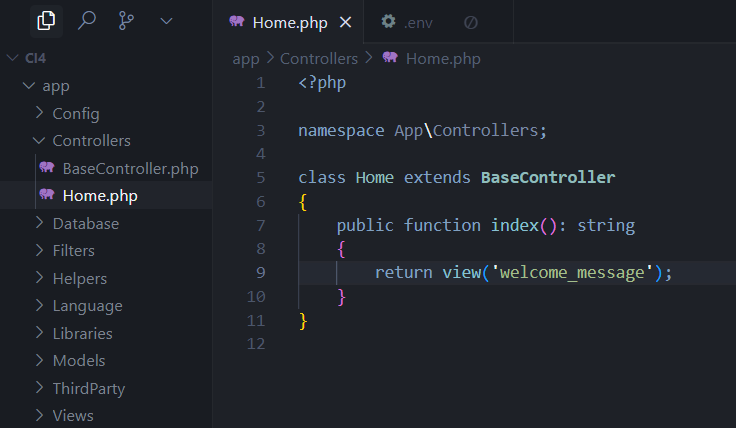 Home.php
.env
CI4
app
Config
Controllers
BaseController.php
Home.php
Database
Filters
Helpers
Language
Libraries
Models
ThirdParty
Views
app > Controllers > Home.php
1 <?php
2
3 namespace App\Controllers;
4
5 class Home extends BaseController
6 {
7     public function index(): string
8     {
9         return view('welcome_message');
10     }
11 }
12